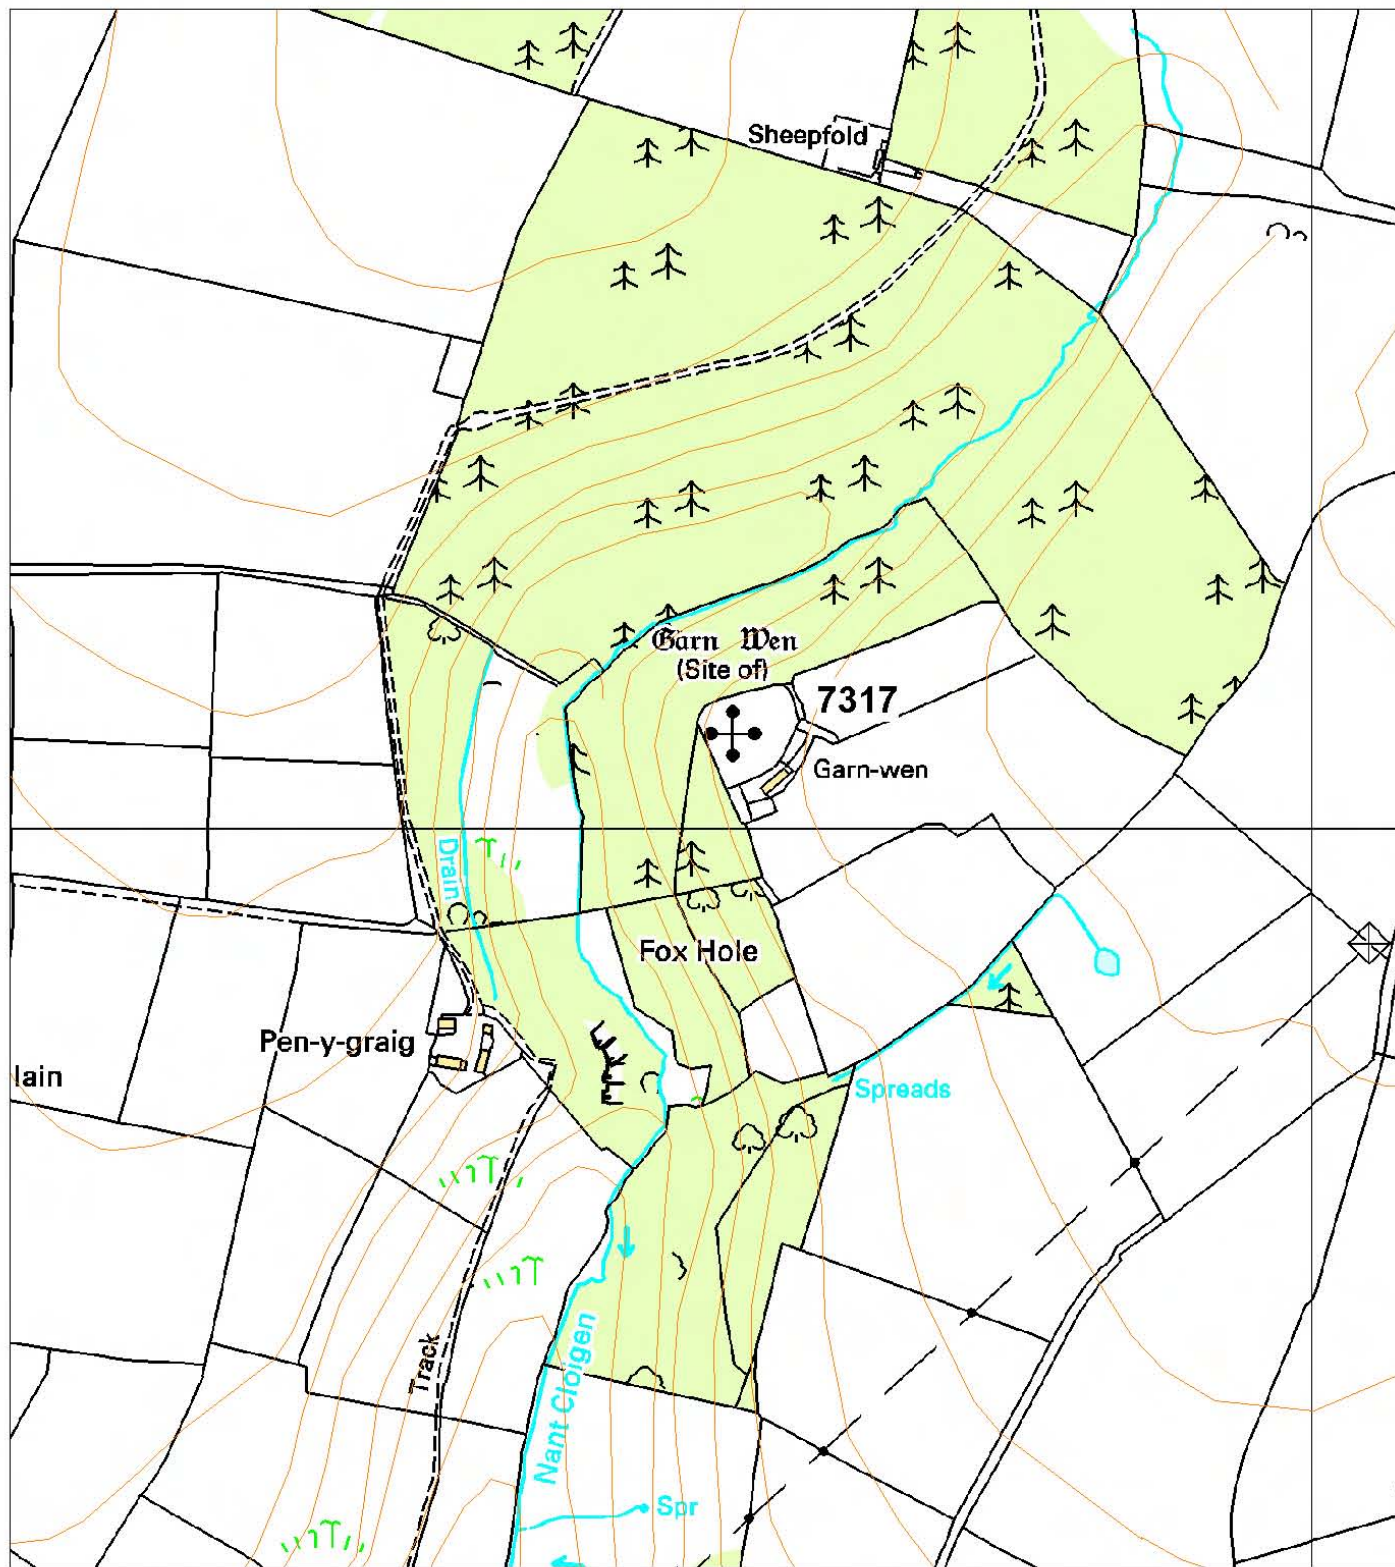 Sheepfold
Garn Wen
(Site of)
7317
Garn-wen
Drain
Fox Hole
Pen-y-graig
lain
Spreads
Track
Nant Cloigen
Spr